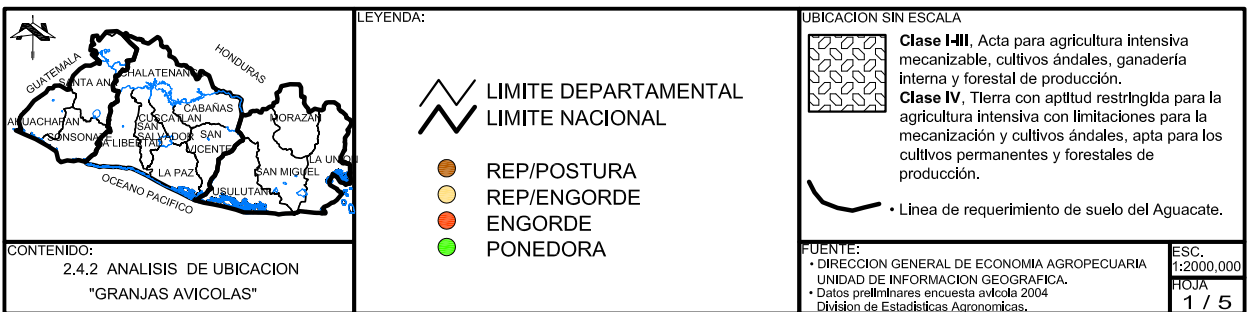 GUATEMALA
HONDURAS
SANTA ANA
CHALATENANGO
CABAÑAS
AHUACHAPAN
CUSCATLAN
MORAZAN
SONSONATE
LA LIBERTAD
SAN
SALVADOR
SAN
VICENTE
LA UNION
LA PAZ
SAN MIGUEL
USULUTAN
OCEANO PACIFICO
CONTENIDO:
2.4.2 ANALISIS DE UBICACION
"GRANJAS AVICOLAS"
LEYENDA:
LIMITE DEPARTAMENTAL
LIMITE NACIONAL
REP/POSTURA
REP/ENGORDE
ENGORDE
PONEDORA
UBICACION SIN ESCALA
Clase I-III, Acta para agricultura intensiva
mecanizable, cultivos ándales, ganadería
interna y forestal de producción.
Clase IV, Tierra con aptitud restringida para la
agricultura intensiva con limitaciones para la
mecanización y cultivos ándales, apta para los
cultivos permanentes y forestales de
producción.
• Linea de requerimiento de suelo del Aguacate.
FUENTE:
• DIRECCION GENERAL DE ECONOMIA AGROPECUARIA
UNIDAD DE INFORMACION GEOGRAFICA.
• Datos preliminares encuesta avicola 2004
Division de Estadisticas Agronomicas.
ESC.
1:2000,000
HOJA
1 / 5